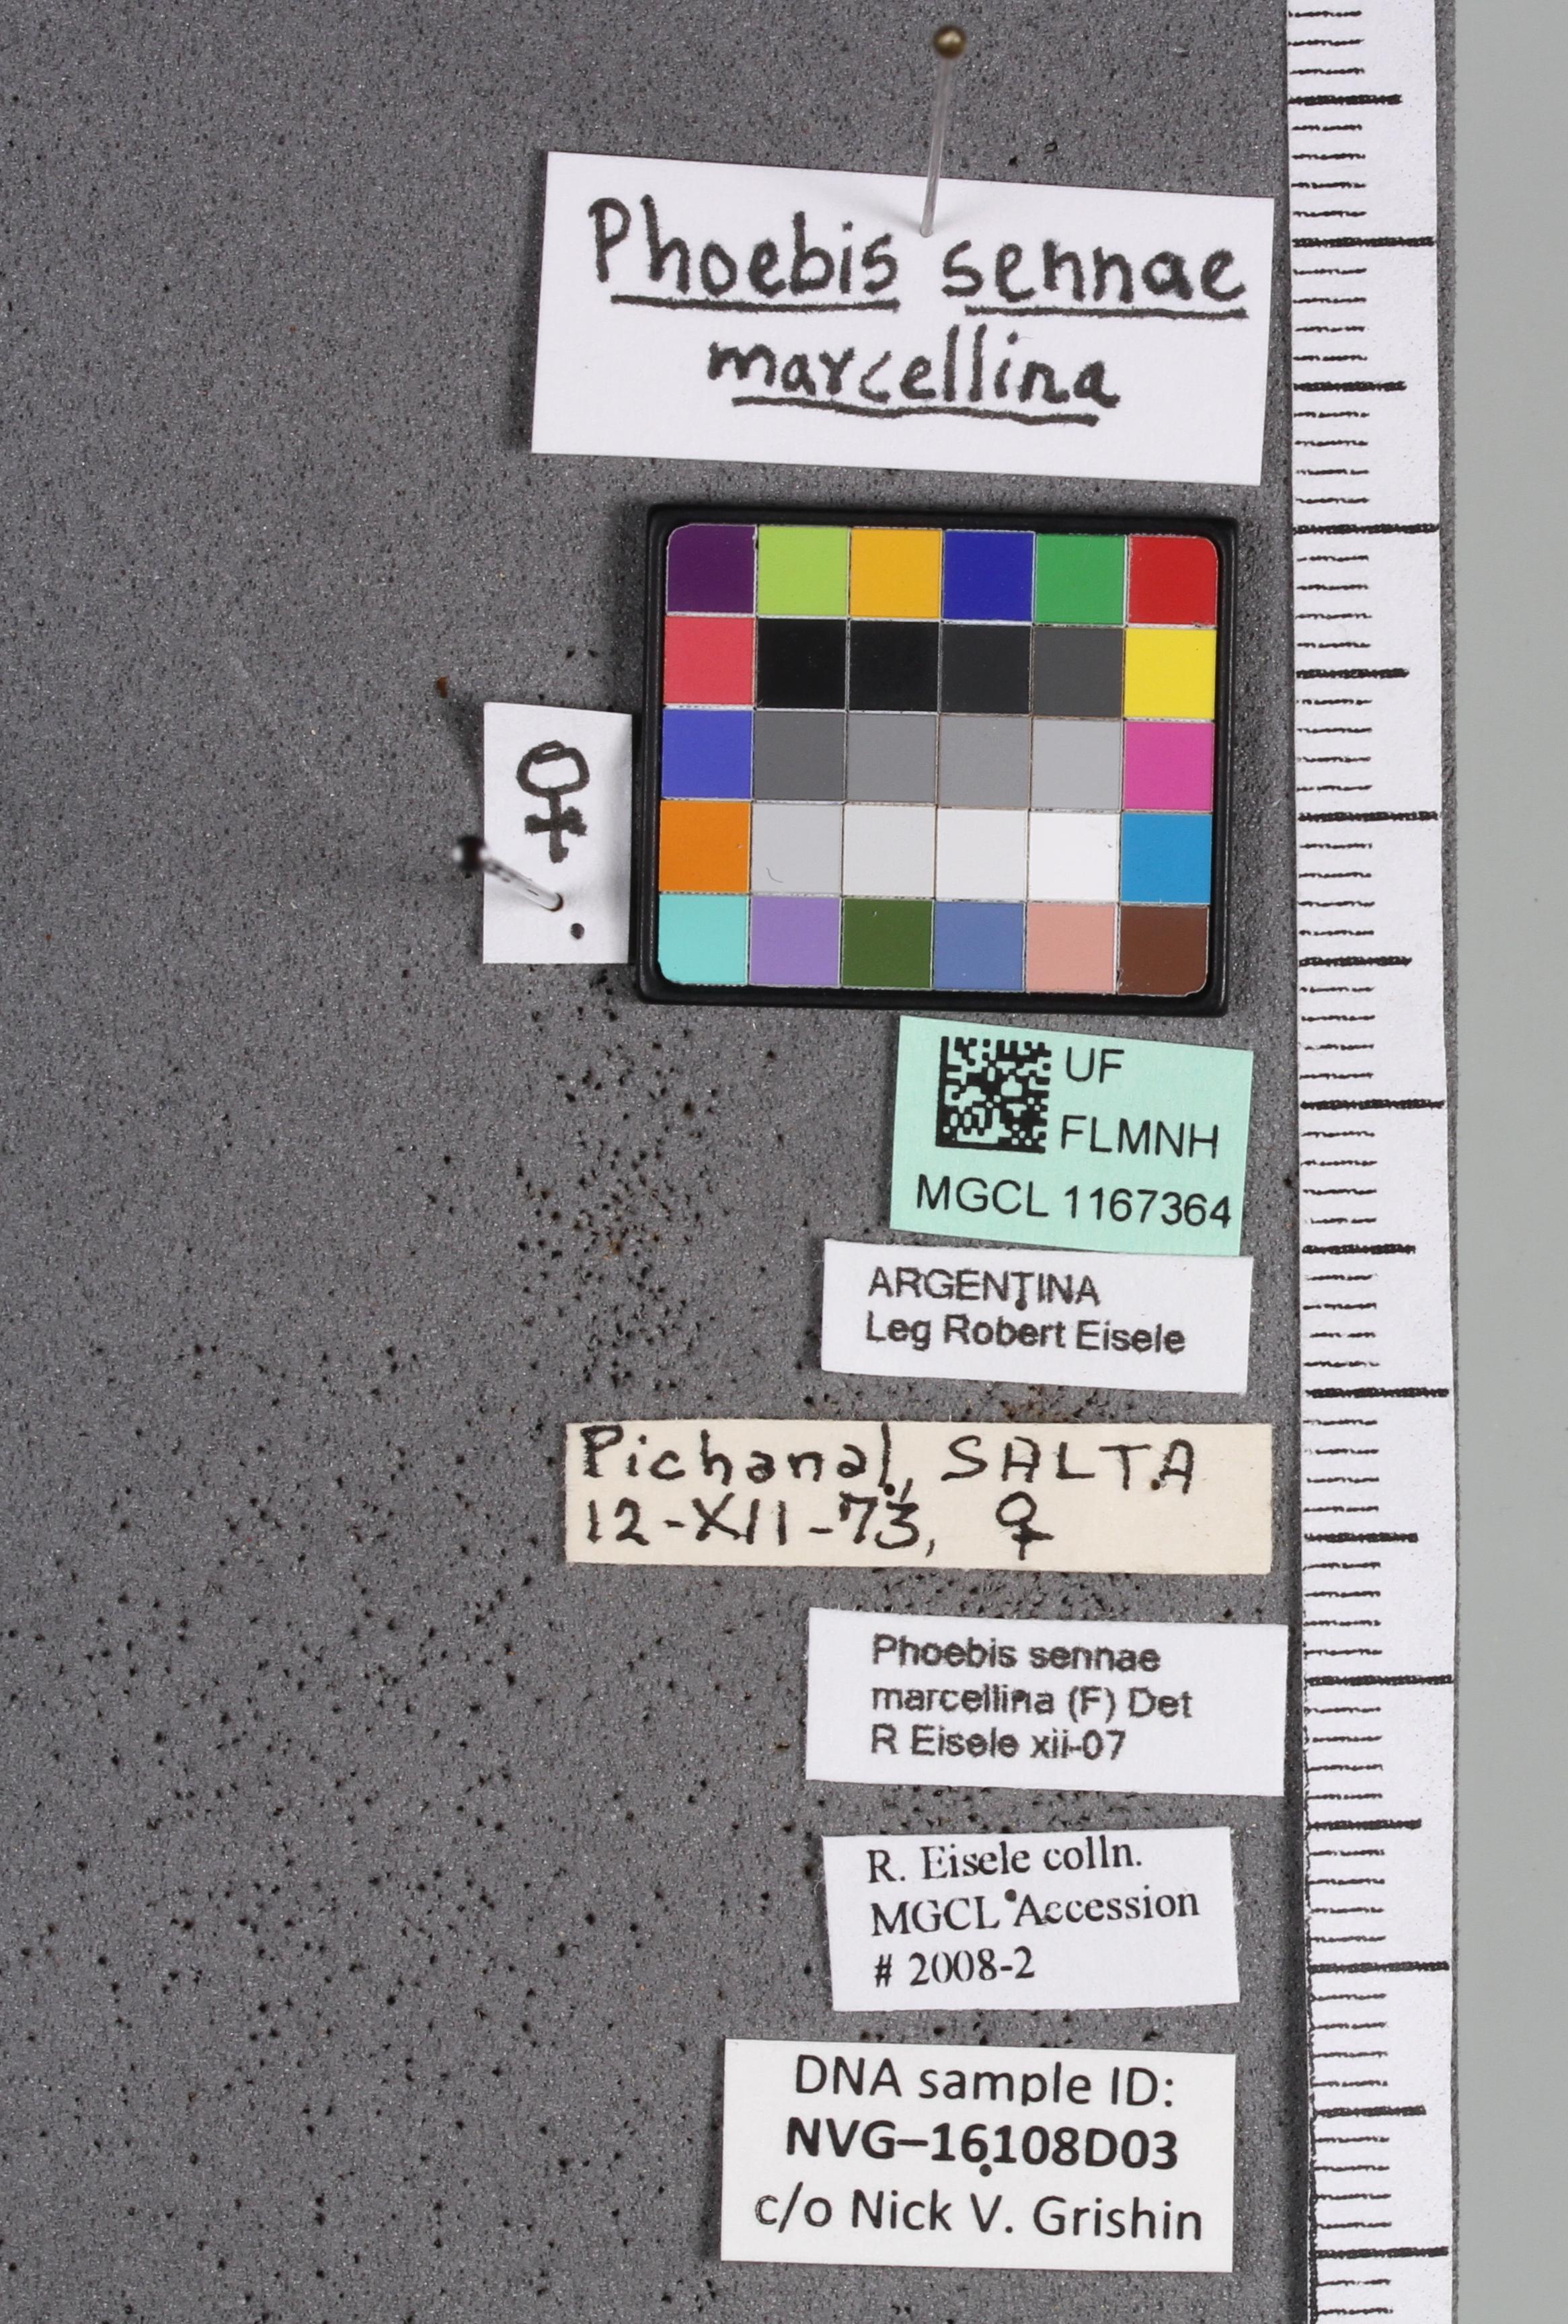 Phoebis sennae
marcellina
♀
UF
FLMNH
MGCL 1167364
ARGENTINA
Leg Robert Eisele
Pichanal, SALTA
12-XII-73, ♀
Phoebis sennae
marcellina (F) Det
R Eisele xii-07
R. Eisele colln.
MGCL Accession
# 2008-2
DNA sample ID:
NVG–16108D03
c/o Nick V. Grishin